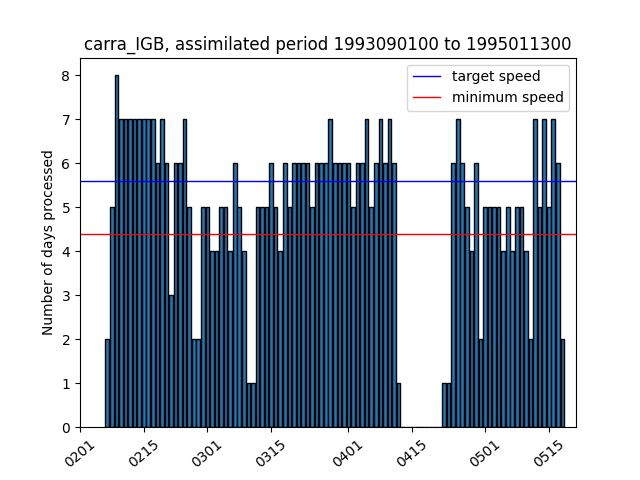 carra_IGB, assimilated period 1993090100 to 1995011300
target speed
minimum speed
Number of days processed
8
7
6
5
4
3
2
1
0
0201 0215 0301 0315 0401 0415 0501 0515